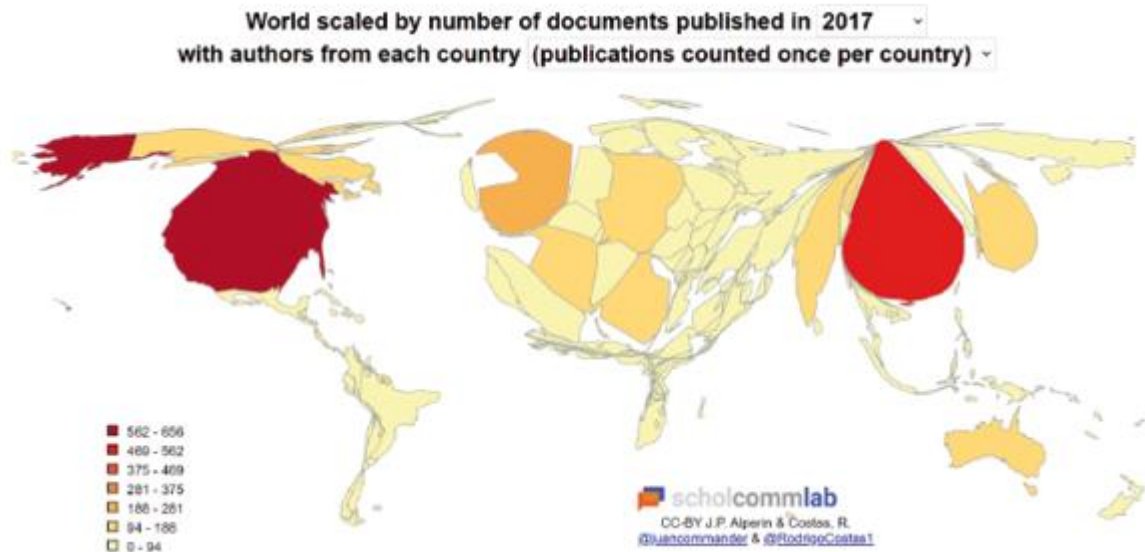 World scaled by number of documents published in 2017
with authors from each country (publications counted once per country)
562 - 656
469 - 562
375 - 469
281 - 375
188 - 281
94 - 188
0 - 94
scholcommlab
CC-BY J.P. Alperin & Costas, R.
@juancommander & @RodrigoCostas1